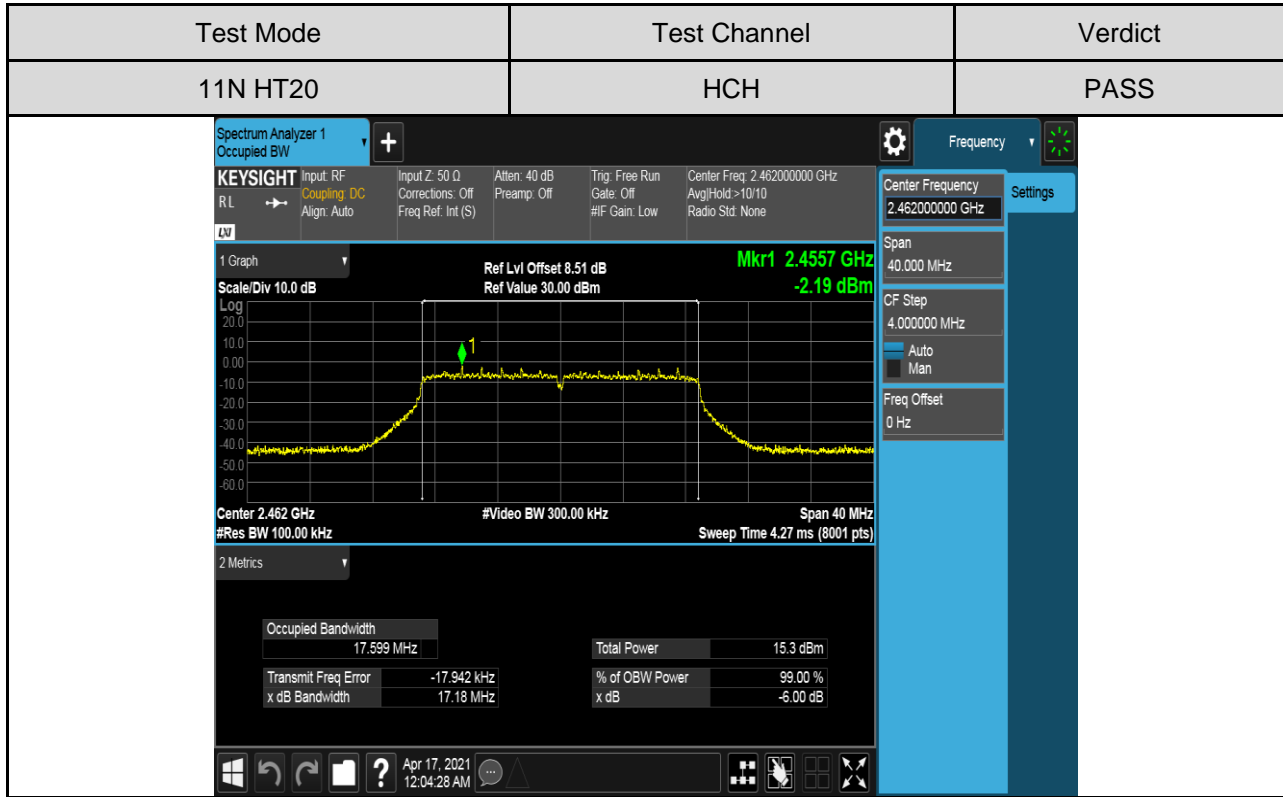 Test Mode Test Channel Verdict
11N HT20 HCH PASS
Spectrum Analyzer 1
Occupied BW
+
Frequency
KEYSIGHT
RL
LXI
Input: RF
Coupling: DC
Align: Auto
Input Z: 50 Ω
Corrections: Off
Freq Ref: Int (S)
Atten: 40 dB
Preamp: Off
Trig: Free Run
Gate: Off
#IF Gain: Low
Center Freq: 2.462000000 GHz
Avg|Hold:>10/10
Radio Std: None
Center Frequency
2.462000000 GHz
Settings
Span
40.000 MHz
CF Step
4.000000 MHz
Auto
Man
Freq Offset
0 Hz
1 Graph
Scale/Div 10.0 dB
Ref Lvl Offset 8.51 dB
Ref Value 30.00 dBm
Mkr1 2.4557 GHz
-2.19 dBm
Log
20.0
10.0
0.00
-10.0
-20.0
-30.0
-40.0
-50.0
-60.0
1
Center 2.462 GHz
#Res BW 100.00 kHz
#Video BW 300.00 kHz
Span 40 MHz
Sweep Time 4.27 ms (8001 pts)
2 Metrics
Occupied Bandwidth
17.599 MHz
Total Power 15.3 dBm
Transmit Freq Error -17.942 kHz
% of OBW Power 99.00 %
x dB Bandwidth 17.18 MHz
x dB -6.00 dB
?
Apr 17, 2021
12:04:28 AM